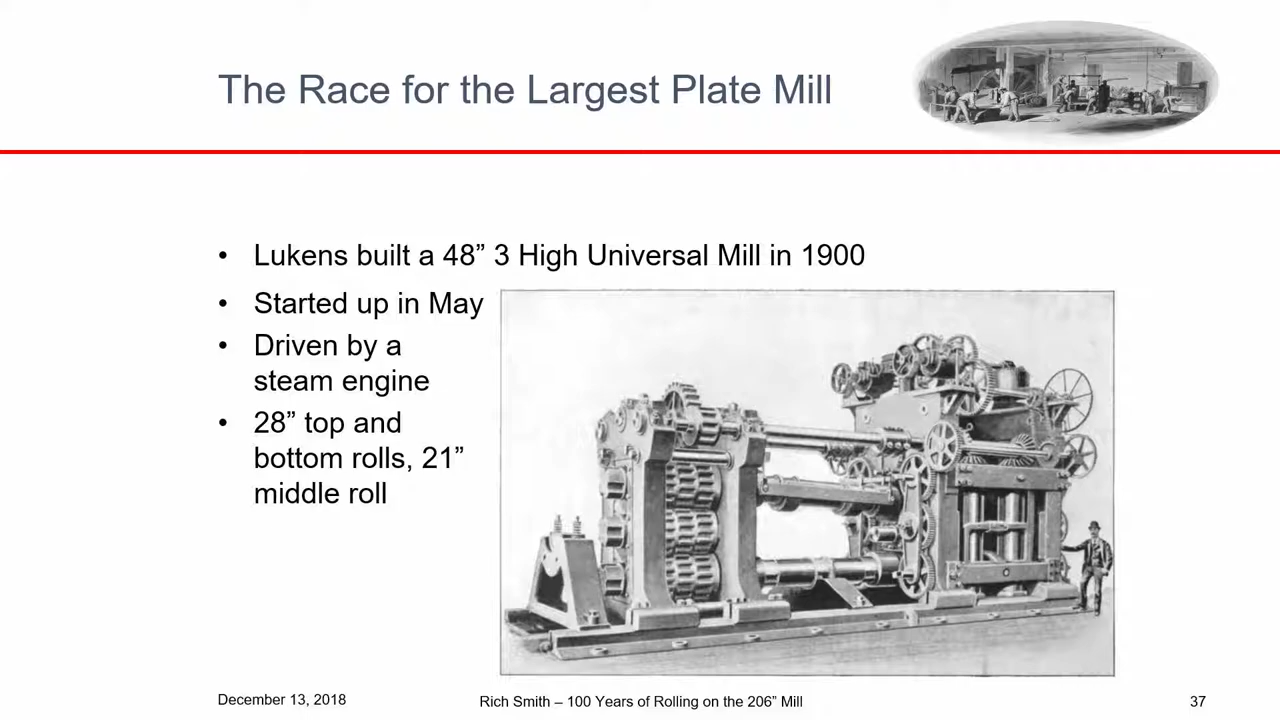 The Race for the Largest Plate Mill
• Lukens built a 48” 3 High Universal Mill in 1900
• Started up in May
• Driven by a
steam engine
• 28” top and
bottom rolls, 21”
middle roll
December 13, 2018
Rich Smith – 100 Years of Rolling on the 206” Mill
37